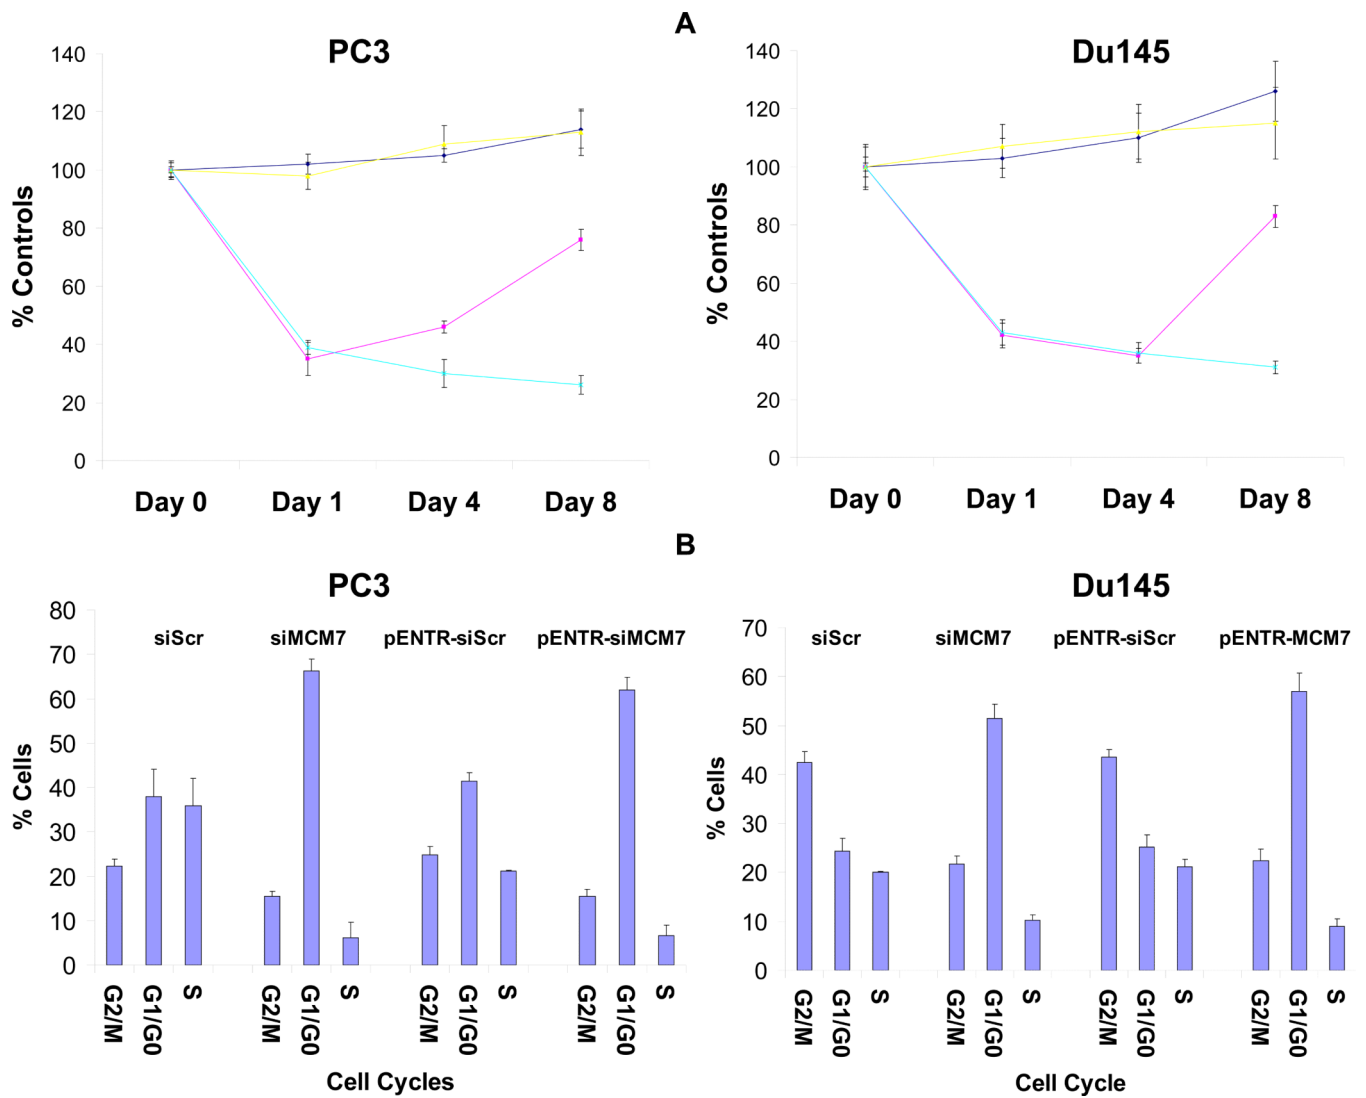 A
PC3
% Controls
140
120
100
80
60
40
20
0
Day 0 Day 1 Day 4 Day 8
Du145
% Controls
140
120
100
80
60
40
20
0
Day 0 Day 1 Day 4 Day 8
B
PC3
% Cells
80
70
60
50
40
30
20
10
0
siScr siMCM7 pENTR-siScr pENTR-siMCM7
G2/M G1/G0 S G2/M G1/G0 S G2/M G1/G0 S G2/M G1/G0 S
Cell Cycles
Du145
% Cells
70
60
50
40
30
20
10
0
siScr siMCM7 pENTR-siScr pENTR-MCM7
G2/M G1/G0 S G2/M G1/G0 S G2/M G1/G0 S G2/M G1/G0 S
Cell Cycle